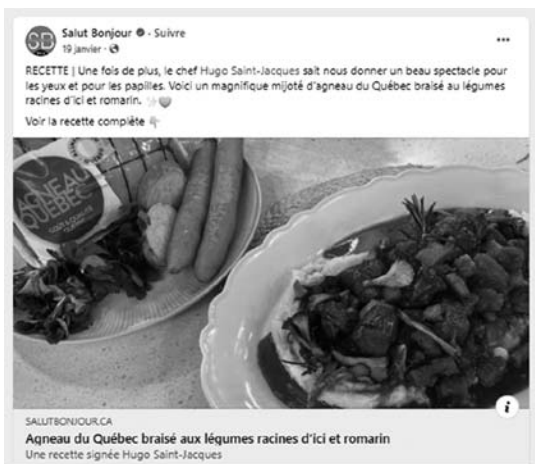 SB
Salut Bonjour · Suivre
19 janvier ·
RECETTE | Une fois de plus, le chef Hugo Saint-Jacques sait nous donner un beau spectacle pour
les yeux et pour les papilles. Voici un magnifique mijoté d'agneau du Québec braisé au légumes
racines d'ici et romarin.
Voir la recette complète
AGNEAU
QUÉBEC
SALUTBONJOUR.CA
Agneau du Québec braisé aux légumes racines d'ici et romarin
Une recette signée Hugo Saint-Jacques